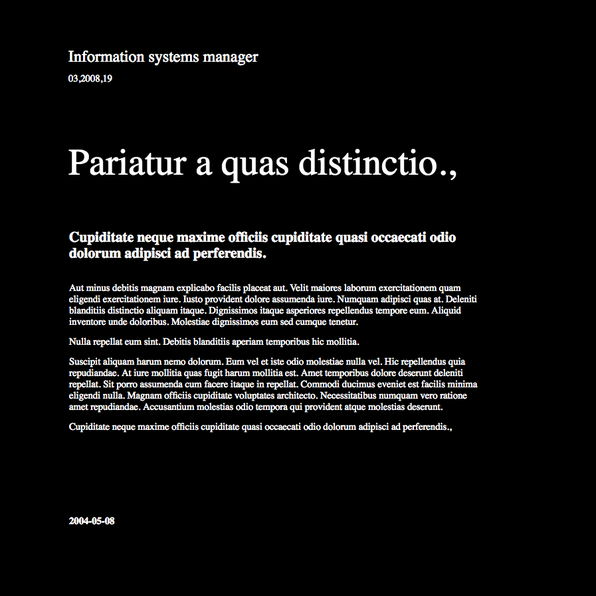 Information systems manager
03,2008,19
Pariatur a quas distinctio.,
Cupiditate neque maxime officiis cupiditate quasi occaecati odio
dolorum adipisci ad perferendis.
Aut minus debitis magnam explicabo facilis placeat aut. Velit maiores laborum exercitationem quam
eligendi exercitationem iure. Iusto provident dolore assumenda iure. Numquam adipisci quas at. Deleniti
blanditiis distinctio aliquam itaque. Dignissimos itaque asperiores repellendus tempore eum. Aliquid
inventore unde doloribus. Molestiae dignissimos eum sed cumque tenetur.
Nulla repellat eum sint. Debitis blanditiis aperiam temporibus hic mollitia.
Suscipit aliquam harum nemo dolorum. Eum vel et iste odio molestiae nulla vel. Hic repellendus quia
repudiandae. At iure mollitia quas fugit harum mollitia est. Amet temporibus dolore deserunt deleniti
repellat. Sit porro assumenda cum facere itaque in repellat. Commodi ducimus eveniet est facilis minima
eligendi nulla. Magnam officiis cupiditate voluptates architecto. Necessitatibus numquam vero ratione
amet repudiandae. Accusantium molestias odio tempora qui provident atque molestias deserunt.
Cupiditate neque maxime officiis cupiditate quasi occaecati odio dolorum adipisci ad perferendis.,
2004-05-08